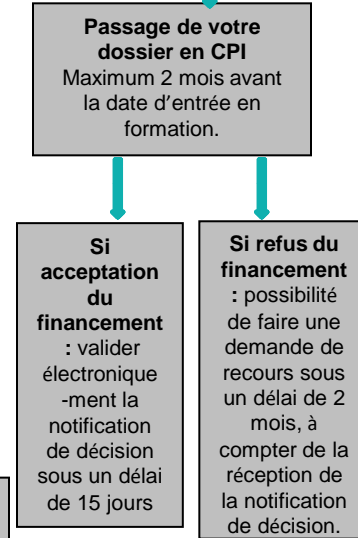 Passage de votre
dossier en CPI
Maximum 2 mois avant
la date d'entrée en
formation.
Si
acceptation
du
financement
: valider
électronique
-ment la
notification
de décision
sous un délai
de 15 jours
Si refus du
financement
: possibilité
de faire une
demande de
recours sous
un délai de 2
mois, à
compter de la
réception de
la notification
de décision.